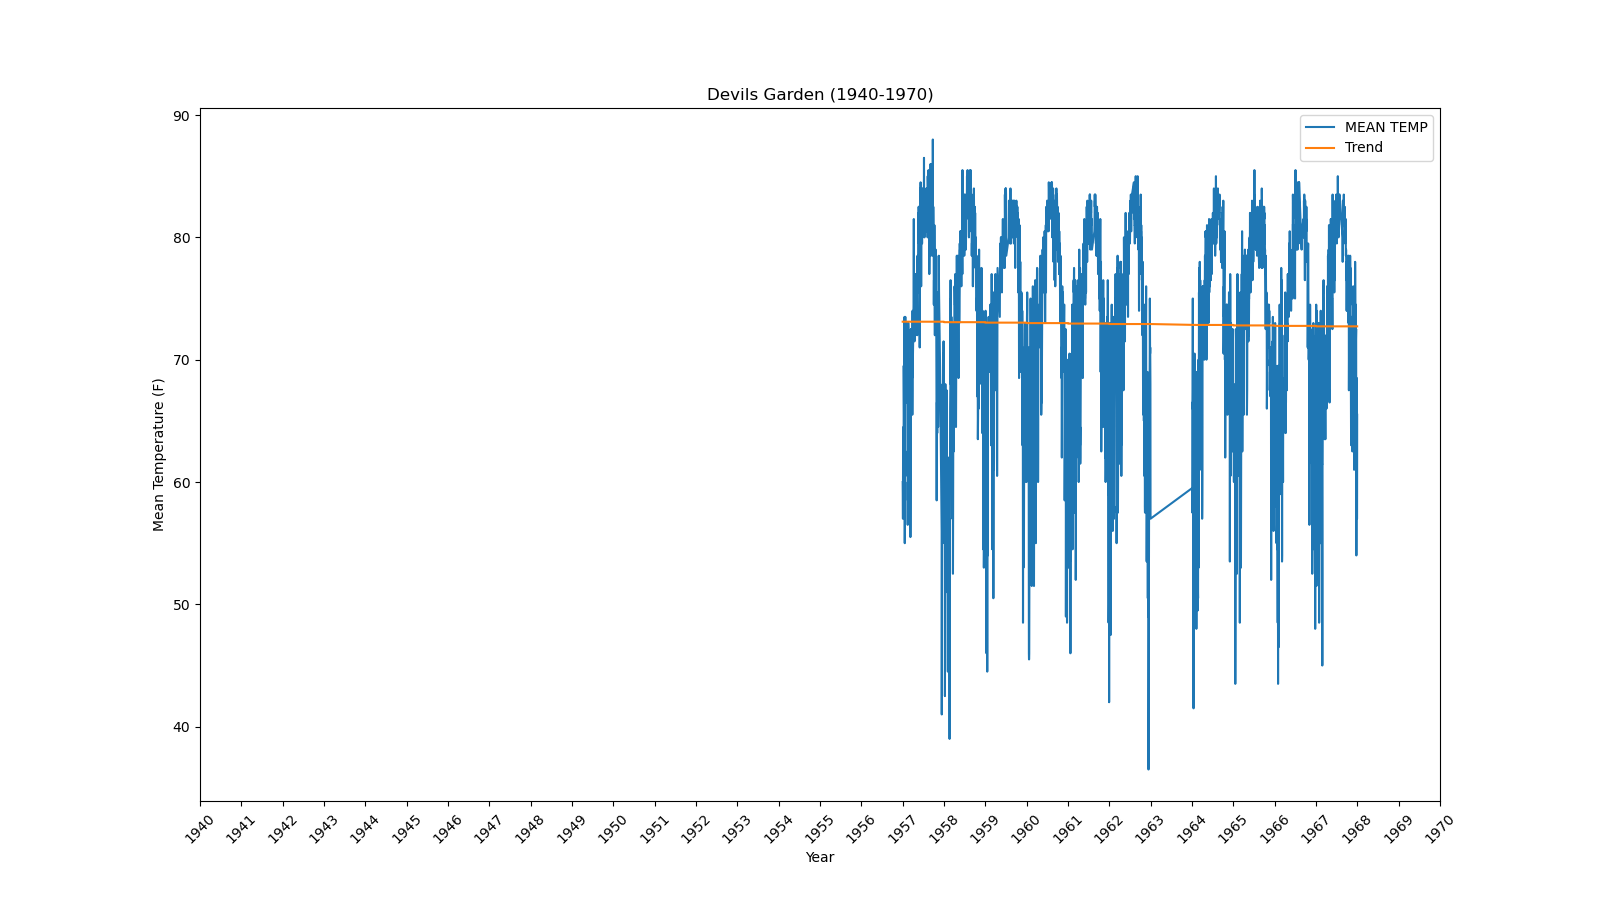 Devils Garden (1940-1970)
MEAN TEMP
Trend
90
80
70
60
50
40
Mean Temperature (F)
1940 1941 1942 1943 1944 1945 1946 1947 1948 1949 1950 1951 1952 1953 1954 1955 1956 1957 1958 1959 1960 1961 1962 1963 1964 1965 1966 1967 1968 1969 1970
Year